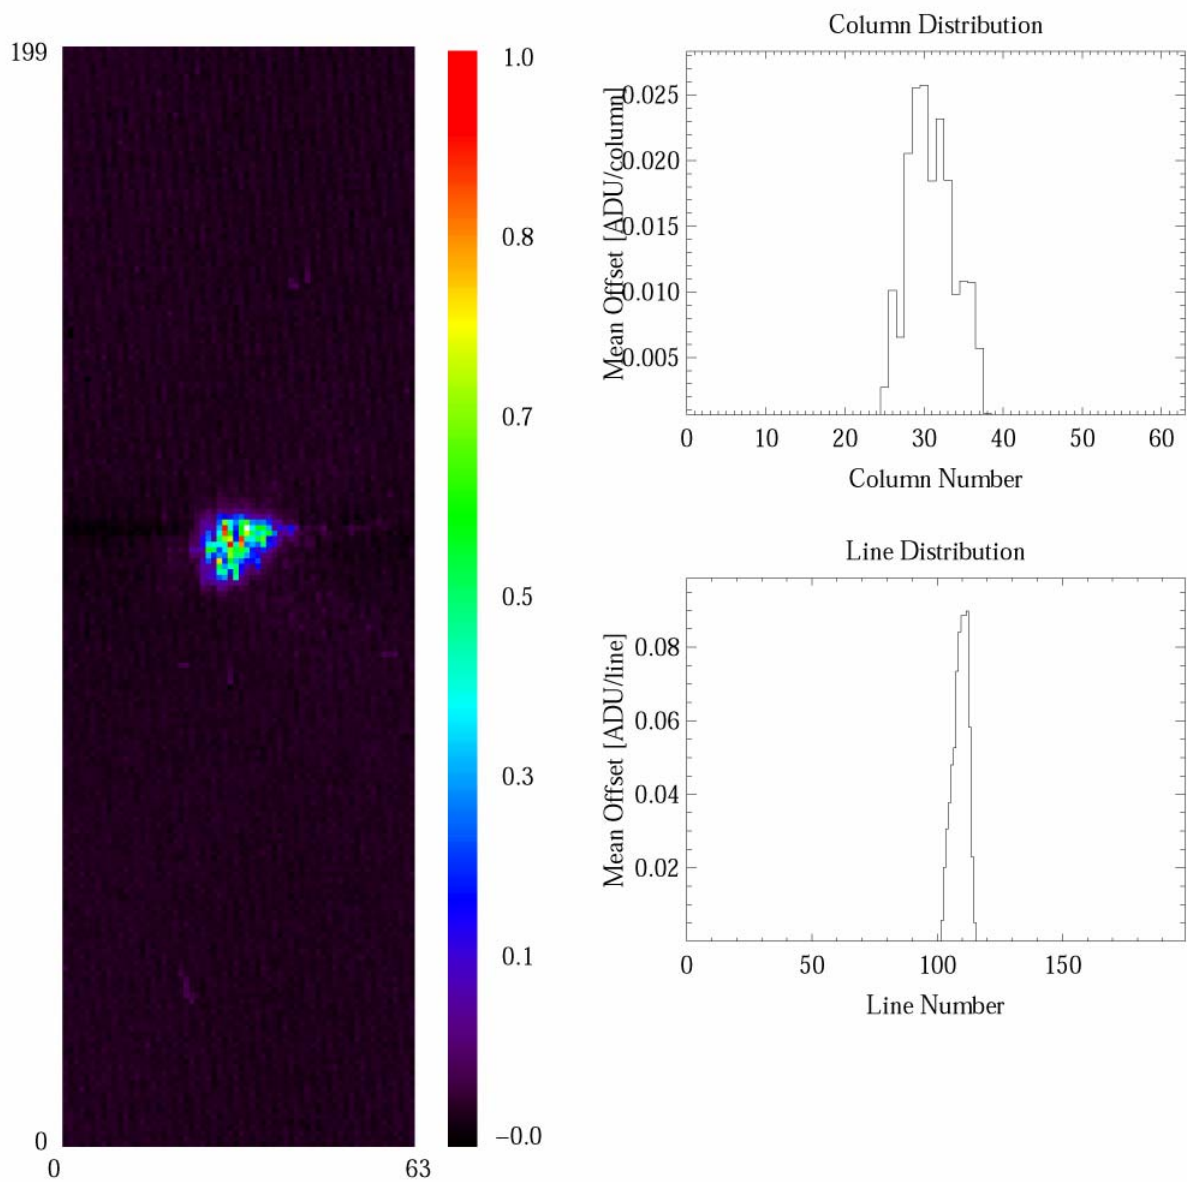 199
0
0
63
1.0
0.8
0.7
0.5
0.3
0.1
−0.0
Column Distribution
Mean Offset [ADU/column]
0.025
0.020
0.015
0.010
0.005
0 10 20 30 40 50 60
Column Number
Line Distribution
Mean Offset [ADU/line]
0.08
0.06
0.04
0.02
0 50 100 150
Line Number